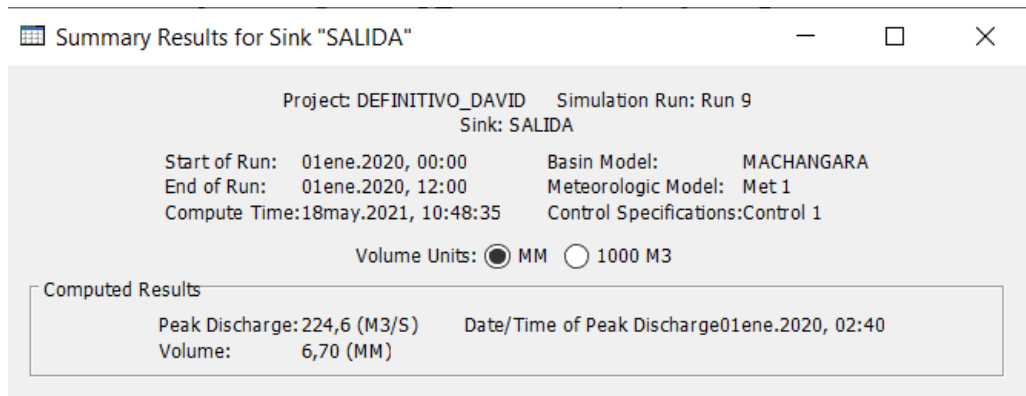 Summary Results for Sink "SALIDA"
Project: DEFINITIVO_DAVID Simulation Run: Run 9
Sink: SALIDA
Start of Run: 01ene.2020, 00:00 Basin Model: MACHANGARA
End of Run: 01ene.2020, 12:00 Meteorologic Model: Met 1
Compute Time:18may.2021, 10:48:35 Control Specifications:Control 1
Volume Units: MM 1000 M3
Computed Results
Peak Discharge:224,6 (M3/S) Date/Time of Peak Discharge01ene.2020, 02:40
Volume: 6,70 (MM)